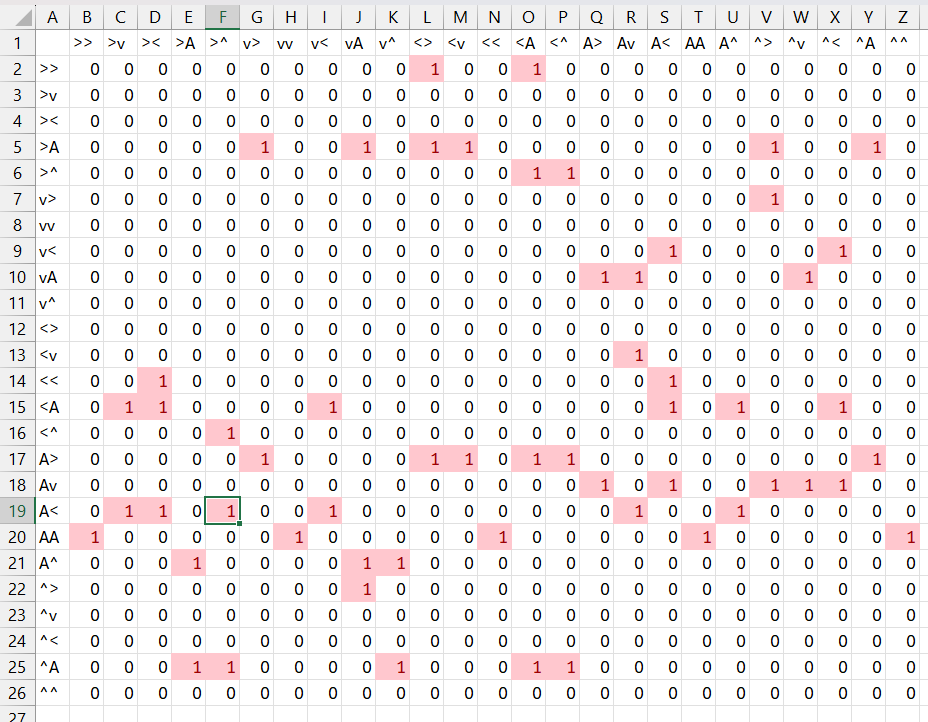 A B C D E F G H I J K L M N O P Q R S T U V W X Y Z
1 >> >v >< >A >^ v> vv v< vA v^ <> <v << <A <^ A> Av A< AA A^ ^> ^v ^< ^A ^^
2 >> 0 0 0 0 0 0 0 0 0 0 1 0 0 1 0 0 0 0 0 0 0 0 0 0 0
3 >v 0 0 0 0 0 0 0 0 0 0 0 0 0 0 0 0 0 0 0 0 0 0 0 0 0
4 >< 0 0 0 0 0 0 0 0 0 0 0 0 0 0 0 0 0 0 0 0 0 0 0 0 0
5 >A 0 0 0 0 0 1 0 0 1 0 1 1 0 0 0 0 0 0 0 0 1 0 0 1 0
6 >^ 0 0 0 0 0 0 0 0 0 0 0 0 0 1 1 0 0 0 0 0 0 0 0 0 0
7 v> 0 0 0 0 0 0 0 0 0 0 0 0 0 0 0 0 0 0 0 0 1 0 0 0 0
8 vv 0 0 0 0 0 0 0 0 0 0 0 0 0 0 0 0 0 0 0 0 0 0 0 0 0
9 v< 0 0 0 0 0 0 0 0 0 0 0 0 0 0 0 0 0 1 0 0 0 0 1 0 0
10 vA 0 0 0 0 0 0 0 0 0 0 0 0 0 0 0 1 1 0 0 0 0 1 0 0 0
11 v^ 0 0 0 0 0 0 0 0 0 0 0 0 0 0 0 0 0 0 0 0 0 0 0 0 0
12 <> 0 0 0 0 0 0 0 0 0 0 0 0 0 0 0 0 0 0 0 0 0 0 0 0 0
13 <v 0 0 0 0 0 0 0 0 0 0 0 0 0 0 0 0 1 0 0 0 0 0 0 0 0
14 << 0 0 1 0 0 0 0 0 0 0 0 0 0 0 0 0 0 1 0 0 0 0 0 0 0
15 <A 0 1 1 0 0 0 0 1 0 0 0 0 0 0 0 0 0 1 0 1 0 0 1 0 0
16 <^ 0 0 0 0 1 0 0 0 0 0 0 0 0 0 0 0 0 0 0 0 0 0 0 0 0
17 A> 0 0 0 0 0 1 0 0 0 0 1 1 0 1 1 0 0 0 0 0 0 0 0 1 0
18 Av 0 0 0 0 0 0 0 0 0 0 0 0 0 0 0 1 0 1 0 0 1 1 1 0 0
19 A< 0 1 1 0 1 0 0 1 0 0 0 0 0 0 0 0 1 0 0 1 0 0 0 0 0
20 AA 1 0 0 0 0 0 1 0 0 0 0 0 1 0 0 0 0 0 1 0 0 0 0 0 1
21 A^ 0 0 0 1 0 0 0 0 1 1 0 0 0 0 0 0 0 0 0 0 0 0 0 0 0
22 ^> 0 0 0 0 0 0 0 0 1 0 0 0 0 0 0 0 0 0 0 0 0 0 0 0 0
23 ^v 0 0 0 0 0 0 0 0 0 0 0 0 0 0 0 0 0 0 0 0 0 0 0 0 0
24 ^< 0 0 0 0 0 0 0 0 0 0 0 0 0 0 0 0 0 0 0 0 0 0 0 0 0
25 ^A 0 0 0 1 1 0 0 0 0 1 0 0 0 1 1 0 0 0 0 0 0 0 0 0 0
26 ^^ 0 0 0 0 0 0 0 0 0 0 0 0 0 0 0 0 0 0 0 0 0 0 0 0 0
27